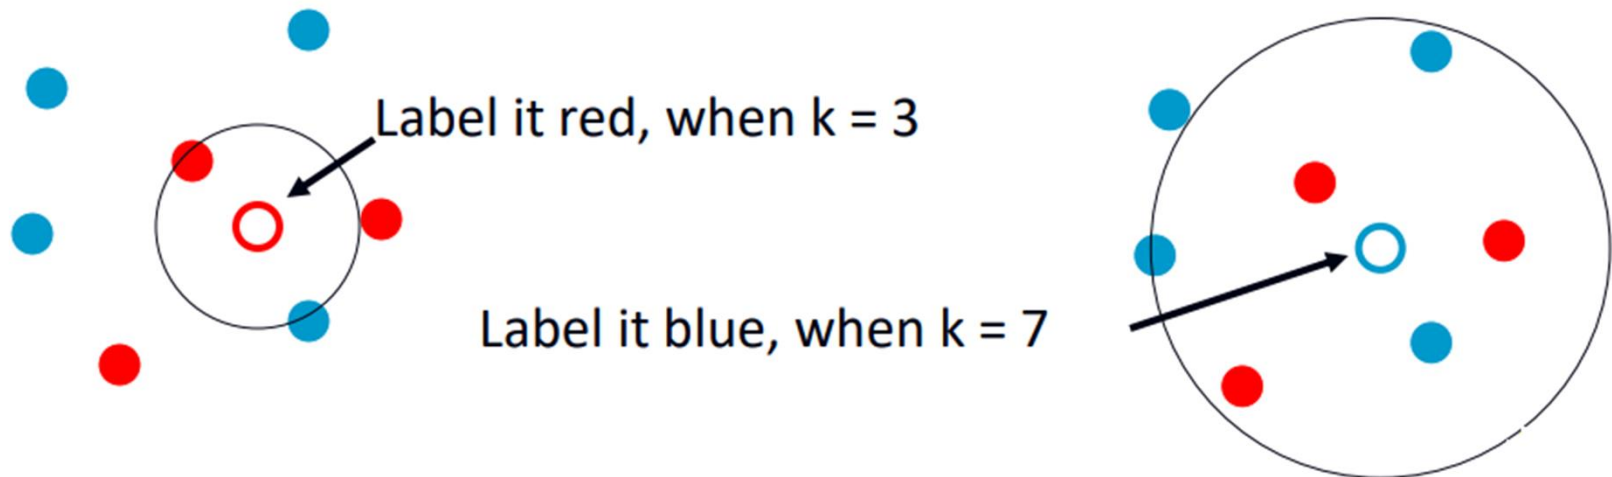 Label it red, when k = 3
Label it blue, when k = 7